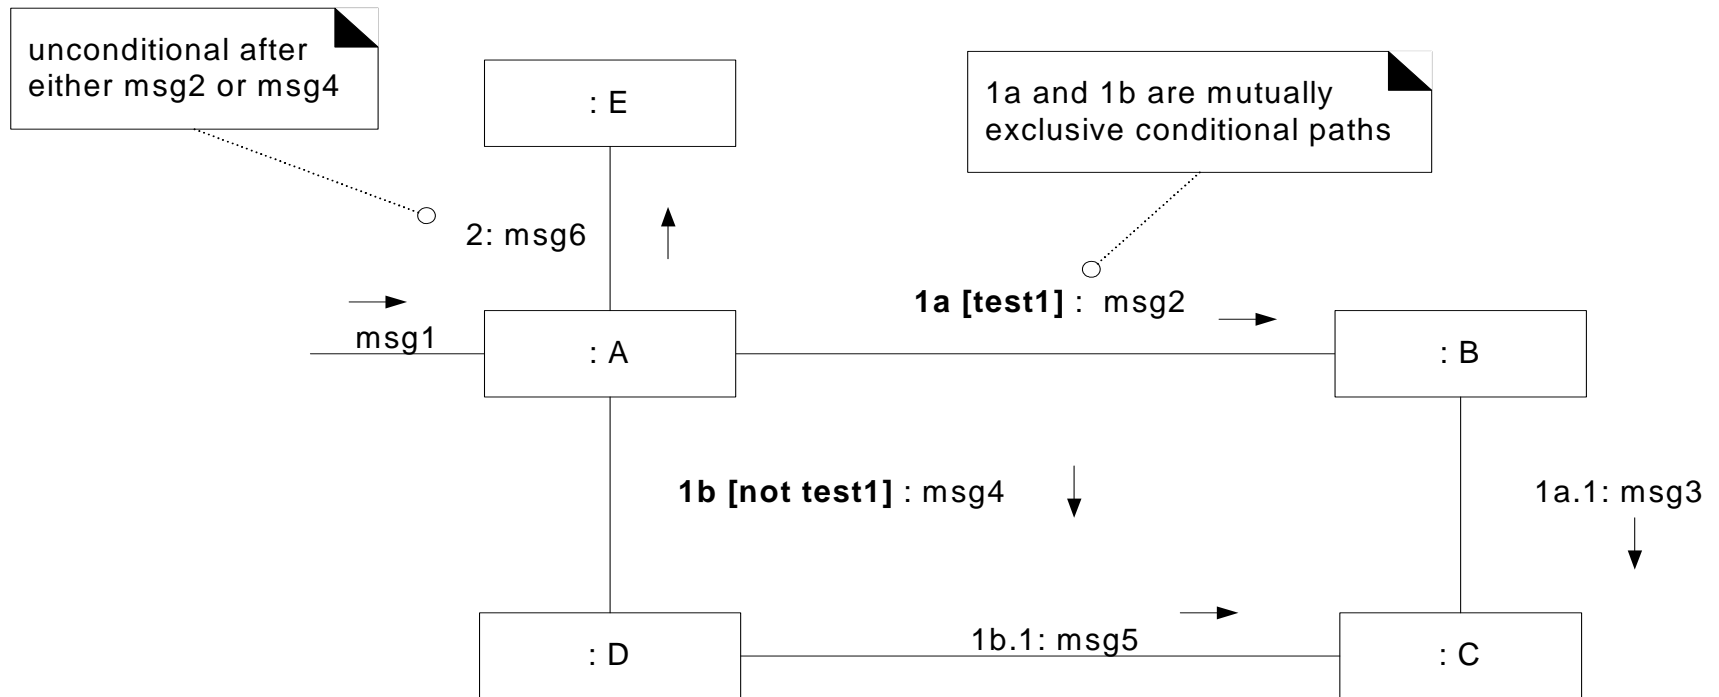 unconditional after
either msg2 or msg4
: E
1a and 1b are mutually
exclusive conditional paths
2: msg6
1a [test1] : msg2
msg1
: A
: B
1b [not test1] : msg4
1a.1: msg3
: D
1b.1: msg5
: C